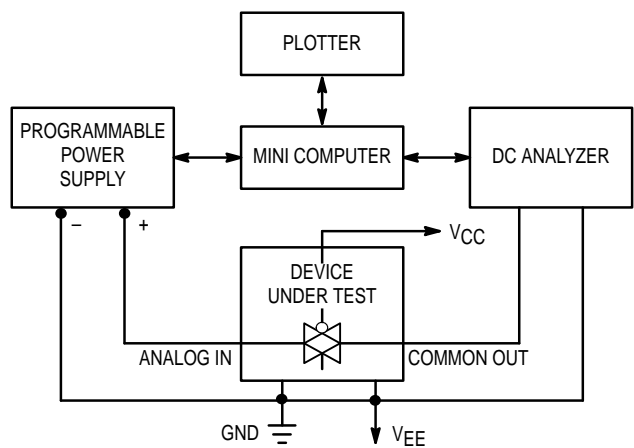 PLOTTER
PROGRAMMABLE
POWER
SUPPLY
MINI COMPUTER
DC ANALYZER
– +
VCC
DEVICE
UNDER TEST
ANALOG IN
COMMON OUT
GND
VEE